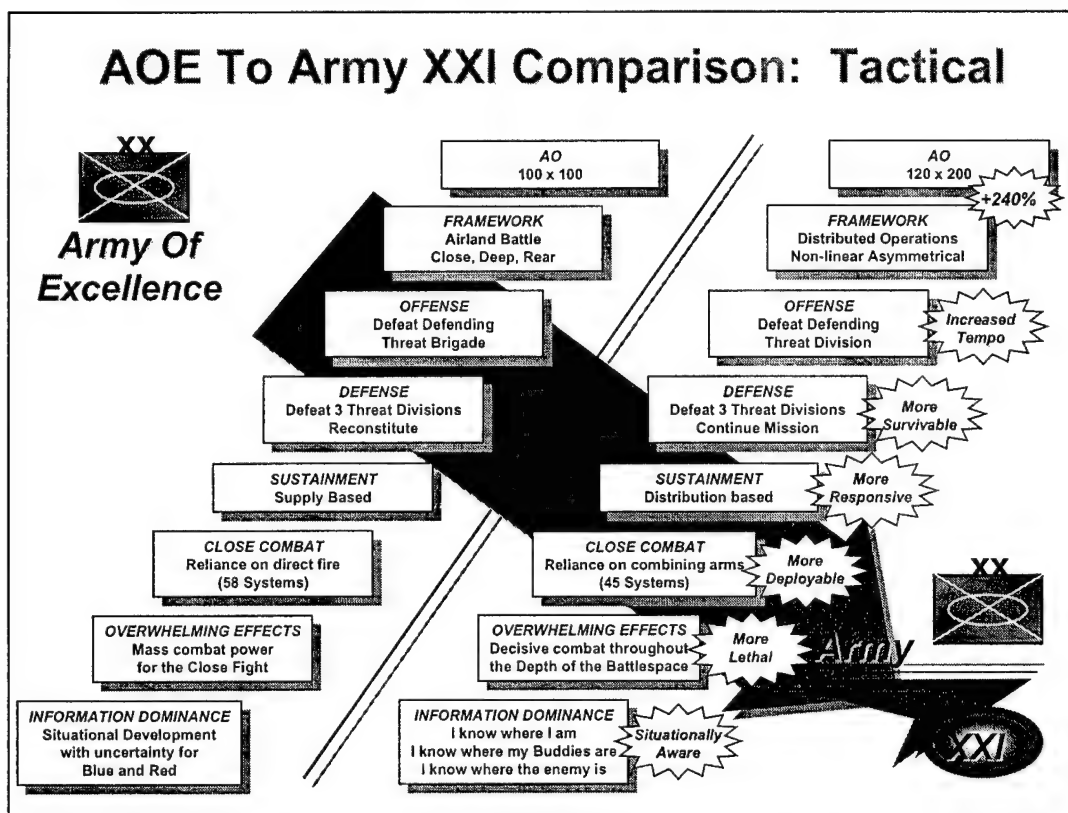 AOE To Army XXI Comparison: Tactical
XX
Army Of
Excellence
AO
100 x 100
FRAMEWORK
Airland Battle
Close, Deep, Rear
OFFENSE
Defeat Defending
Threat Brigade
DEFENSE
Defeat 3 Threat Divisions
Reconstitute
SUSTAINMENT
Supply Based
CLOSE COMBAT
Reliance on direct fire
(58 Systems)
OVERWHELMING EFFECTS
Mass combat power
for the Close Fight
INFORMATION DOMINANCE
Situational Development
with uncertainty for
Blue and Red
AO
120 x 200
+240%
FRAMEWORK
Distributed Operations
Non-linear Asymmetrical
OFFENSE
Defeat Defending
Threat Division
Increased
Tempo
DEFENSE
Defeat 3 Threat Divisions
Continue Mission
More
Survivable
SUSTAINMENT
Distribution based
More
Responsive
CLOSE COMBAT
Reliance on combining arms
(45 Systems)
More
Deployable
OVERWHELMING EFFECTS
Decisive combat throughout
the Depth of the Battlespace
More
Lethal
INFORMATION DOMINANCE
I know where I am
I know where my Buddies are
I know where the enemy is
Situationally
Aware
XX
Army
XXI